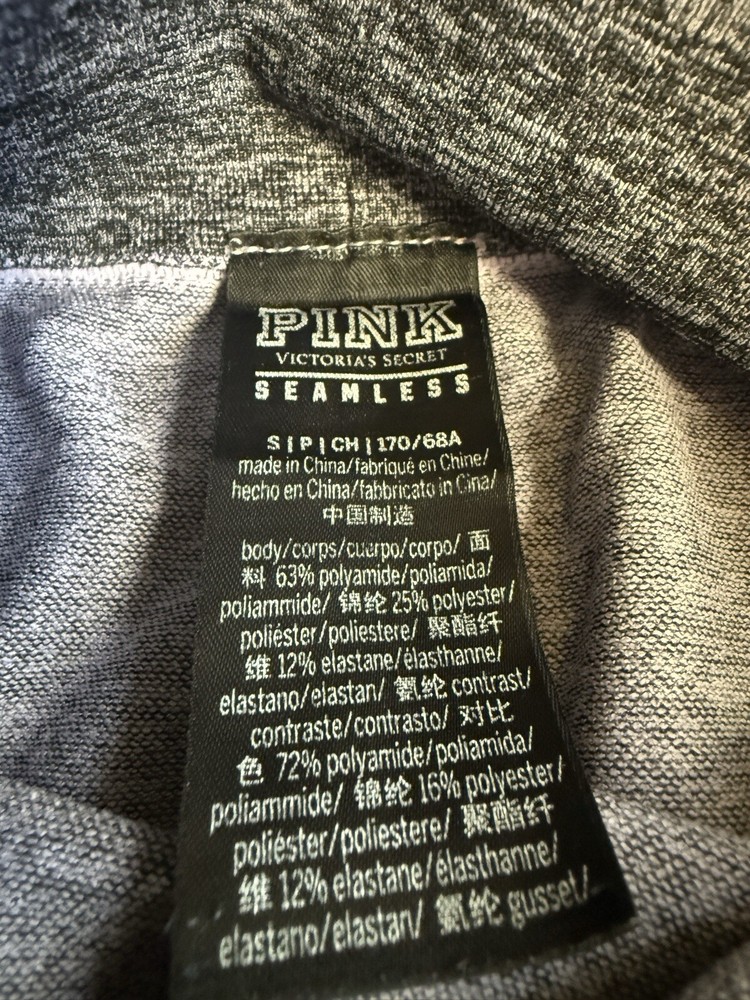 PINK
VICTORIA'S SECRET
SEAMLESS
S | P | CH | 170/68A
made in China/fabriqué en Chine/
hecho en China/fabbricato in Cina/
中国制造
body/corps/cuerpo/corpo/ 面
料 63% polyamide/poliamida/
poliammide/ 锦纶 25% polyester/
poliéster/poliestere/ 聚酯纤
维 12% elastane/élasthanne/
elastano/elastan/ 氨纶 contrast/
contraste/contrasto/ 对比
色 72% polyamide/poliamida/
poliammide/ 锦纶 16% polyester/
poliéster/poliestere/ 聚酯纤
维 12% elastane/élasthanne/
elastano/elastan/ 氨纶 gusset/